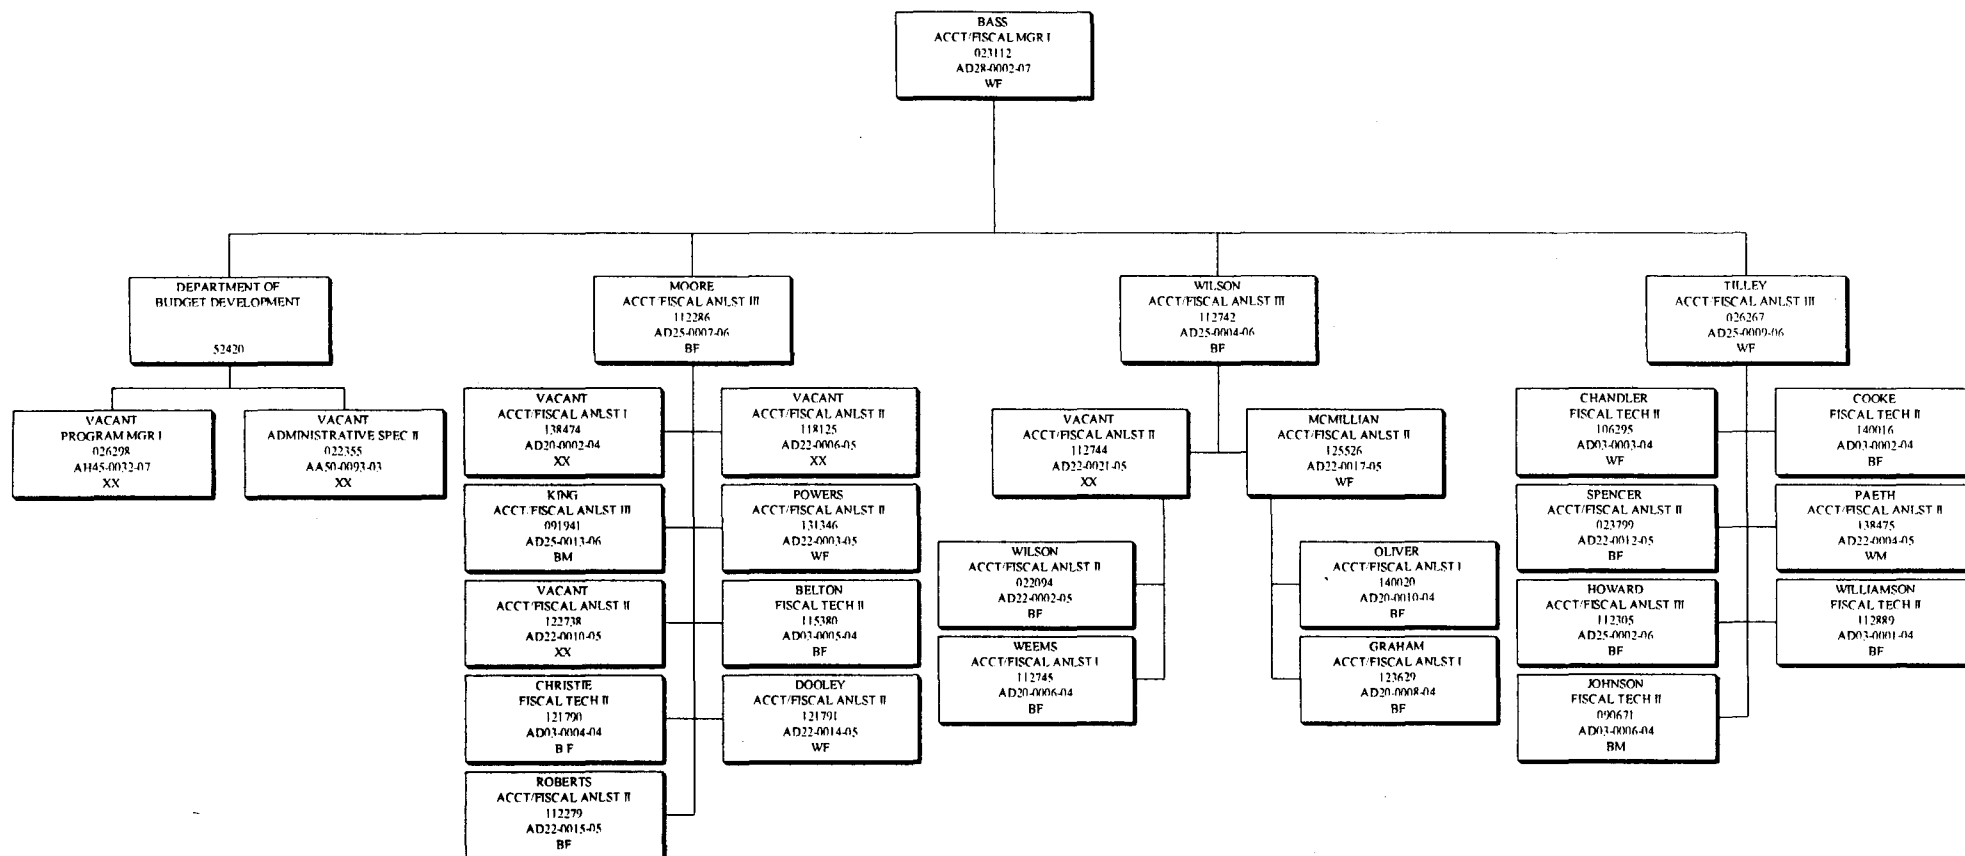 BASS
ACCT/FISCAL MGR I
023112
AD28-0002-07
WF
DEPARTMENT OF
BUDGET DEVELOPMENT
52420
MOORE
ACCT/FISCAL ANLST III
112286
AD25-0007-06
BF
WILSON
ACCT/FISCAL ANLST III
112742
AD25-0004-06
BF
TILLEY
ACCT/FISCAL ANLST III
026267
AD25-0009-06
WF
VACANT
PROGRAM MGR I
026298
AH45-0032-07
XX
VACANT
ADMINISTRATIVE SPEC II
022355
AA50-0093-03
XX
VACANT
ACCT/FISCAL ANLST I
138474
AD20-0002-04
XX
VACANT
ACCT/FISCAL ANLST II
118125
AD22-0006-05
XX
KING
ACCT/FISCAL ANLST III
091941
AD25-0013-06
BM
POWERS
ACCT/FISCAL ANLST II
131346
AD22-0003-05
WF
VACANT
ACCT/FISCAL ANLST II
122738
AD22-0010-05
XX
BELTON
FISCAL TECH II
115380
AD03-0005-04
BF
CHRISTIE
FISCAL TECH II
121790
AD03-0004-04
B F
DOOLEY
ACCT/FISCAL ANLST II
121791
AD22-0014-05
WF
ROBERTS
ACCT/FISCAL ANLST II
112279
AD22-0015-05
BF
VACANT
ACCT/FISCAL ANLST II
112744
AD22-0021-05
XX
MCMILLIAN
ACCT/FISCAL ANLST II
125526
AD22-0017-05
WF
WILSON
ACCT/FISCAL ANLST II
022094
AD22-0002-05
BF
OLIVER
ACCT/FISCAL ANLST I
140020
AD20-0010-04
BF
WEEMS
ACCT/FISCAL ANLST I
112745
AD20-0006-04
BF
GRAHAM
ACCT/FISCAL ANLST I
123629
AD20-0008-04
BF
CHANDLER
FISCAL TECH II
106295
AD03-0003-04
WF
COOKE
FISCAL TECH II
140016
AD03-0002-04
BF
SPENCER
ACCT/FISCAL ANLST II
023799
AD22-0012-05
BF
PAETH
ACCT/FISCAL ANLST II
138475
AD22-0004-05
WM
HOWARD
ACCT/FISCAL ANLST III
112305
AD25-0002-06
BF
WILLIAMSON
FISCAL TECH II
112889
AD03-0001-04
BF
JOHNSON
FISCAL TECH II
090671
AD03-0006-04
BM